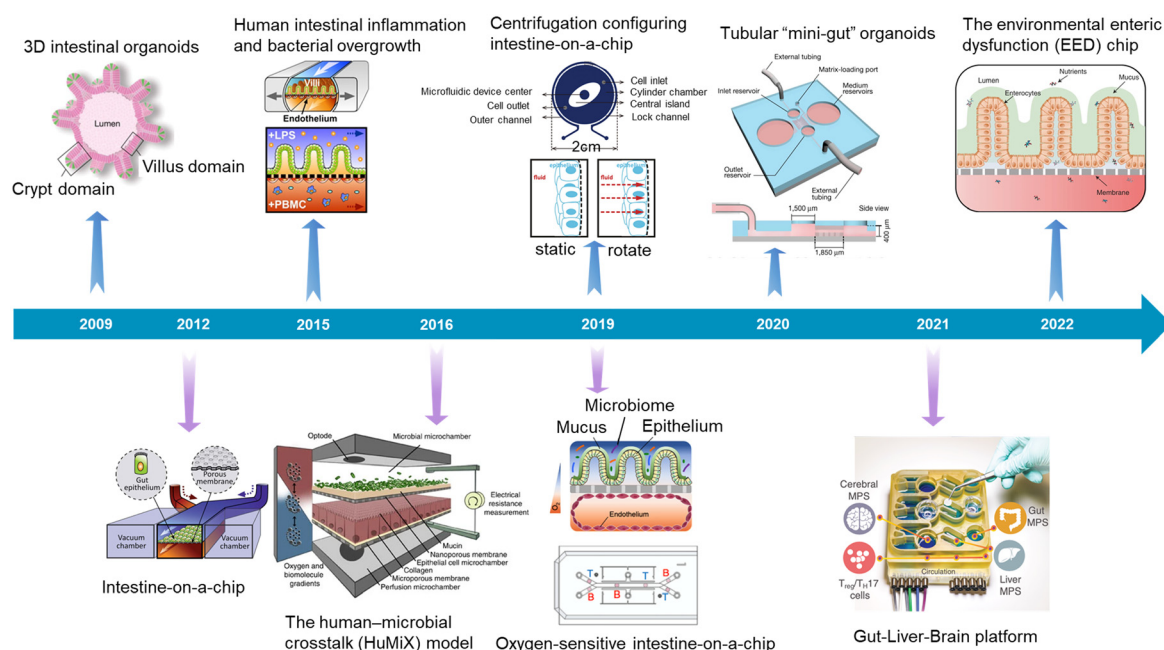 3D intestinal organoids
Lumen
Villus domain
Crypt domain
Human intestinal inflammation
and bacterial overgrowth
Villi
Endothelium
+LPS
+PBMC
Centrifugation configuring
intestine-on-a-chip
Microfluidic device center
Cell outlet
Outer channel
Cell inlet
Cylinder chamber
Central island
Lock channel
2cm
epithelium
fluid
epithelium
fluid
static
rotate
Tubular “mini-gut” organoids
External tubing
Matrix-loading port
Inlet reservoir
Medium
reservoirs
Outlet
reservoir
External
tubing
1,500 µm
Side view
400 µm
1,850 µm
The environmental enteric
dysfunction (EED) chip
Lumen
Nutrients
Mucus
Enterocytes
Membrane
2009
2012
2015
2016
2019
2020
2021
2022
Gut
epithelium
Porous
membrane
Vacuum
chamber
Vacuum
chamber
Intestine-on-a-chip
Optode
Microbial microchamber
Electrical
resistance
measurement
Mucin
Nanoporous membrane
Epithelial cell microchamber
Collagen
Microporous membrane
Perfusion microchamber
Oxygen and
biomolecule
gradients
The human–microbial
crosstalk (HuMiX) model
Microbiome
Mucus
Epithelium
O₂
Endothelium
T
T
B
B
B
T
Oxygen-sensitive intestine-on-a-chip
Cerebral
MPS
Gut
MPS
Treg/TH17
cells
Liver
MPS
Circulation
Gut-Liver-Brain platform